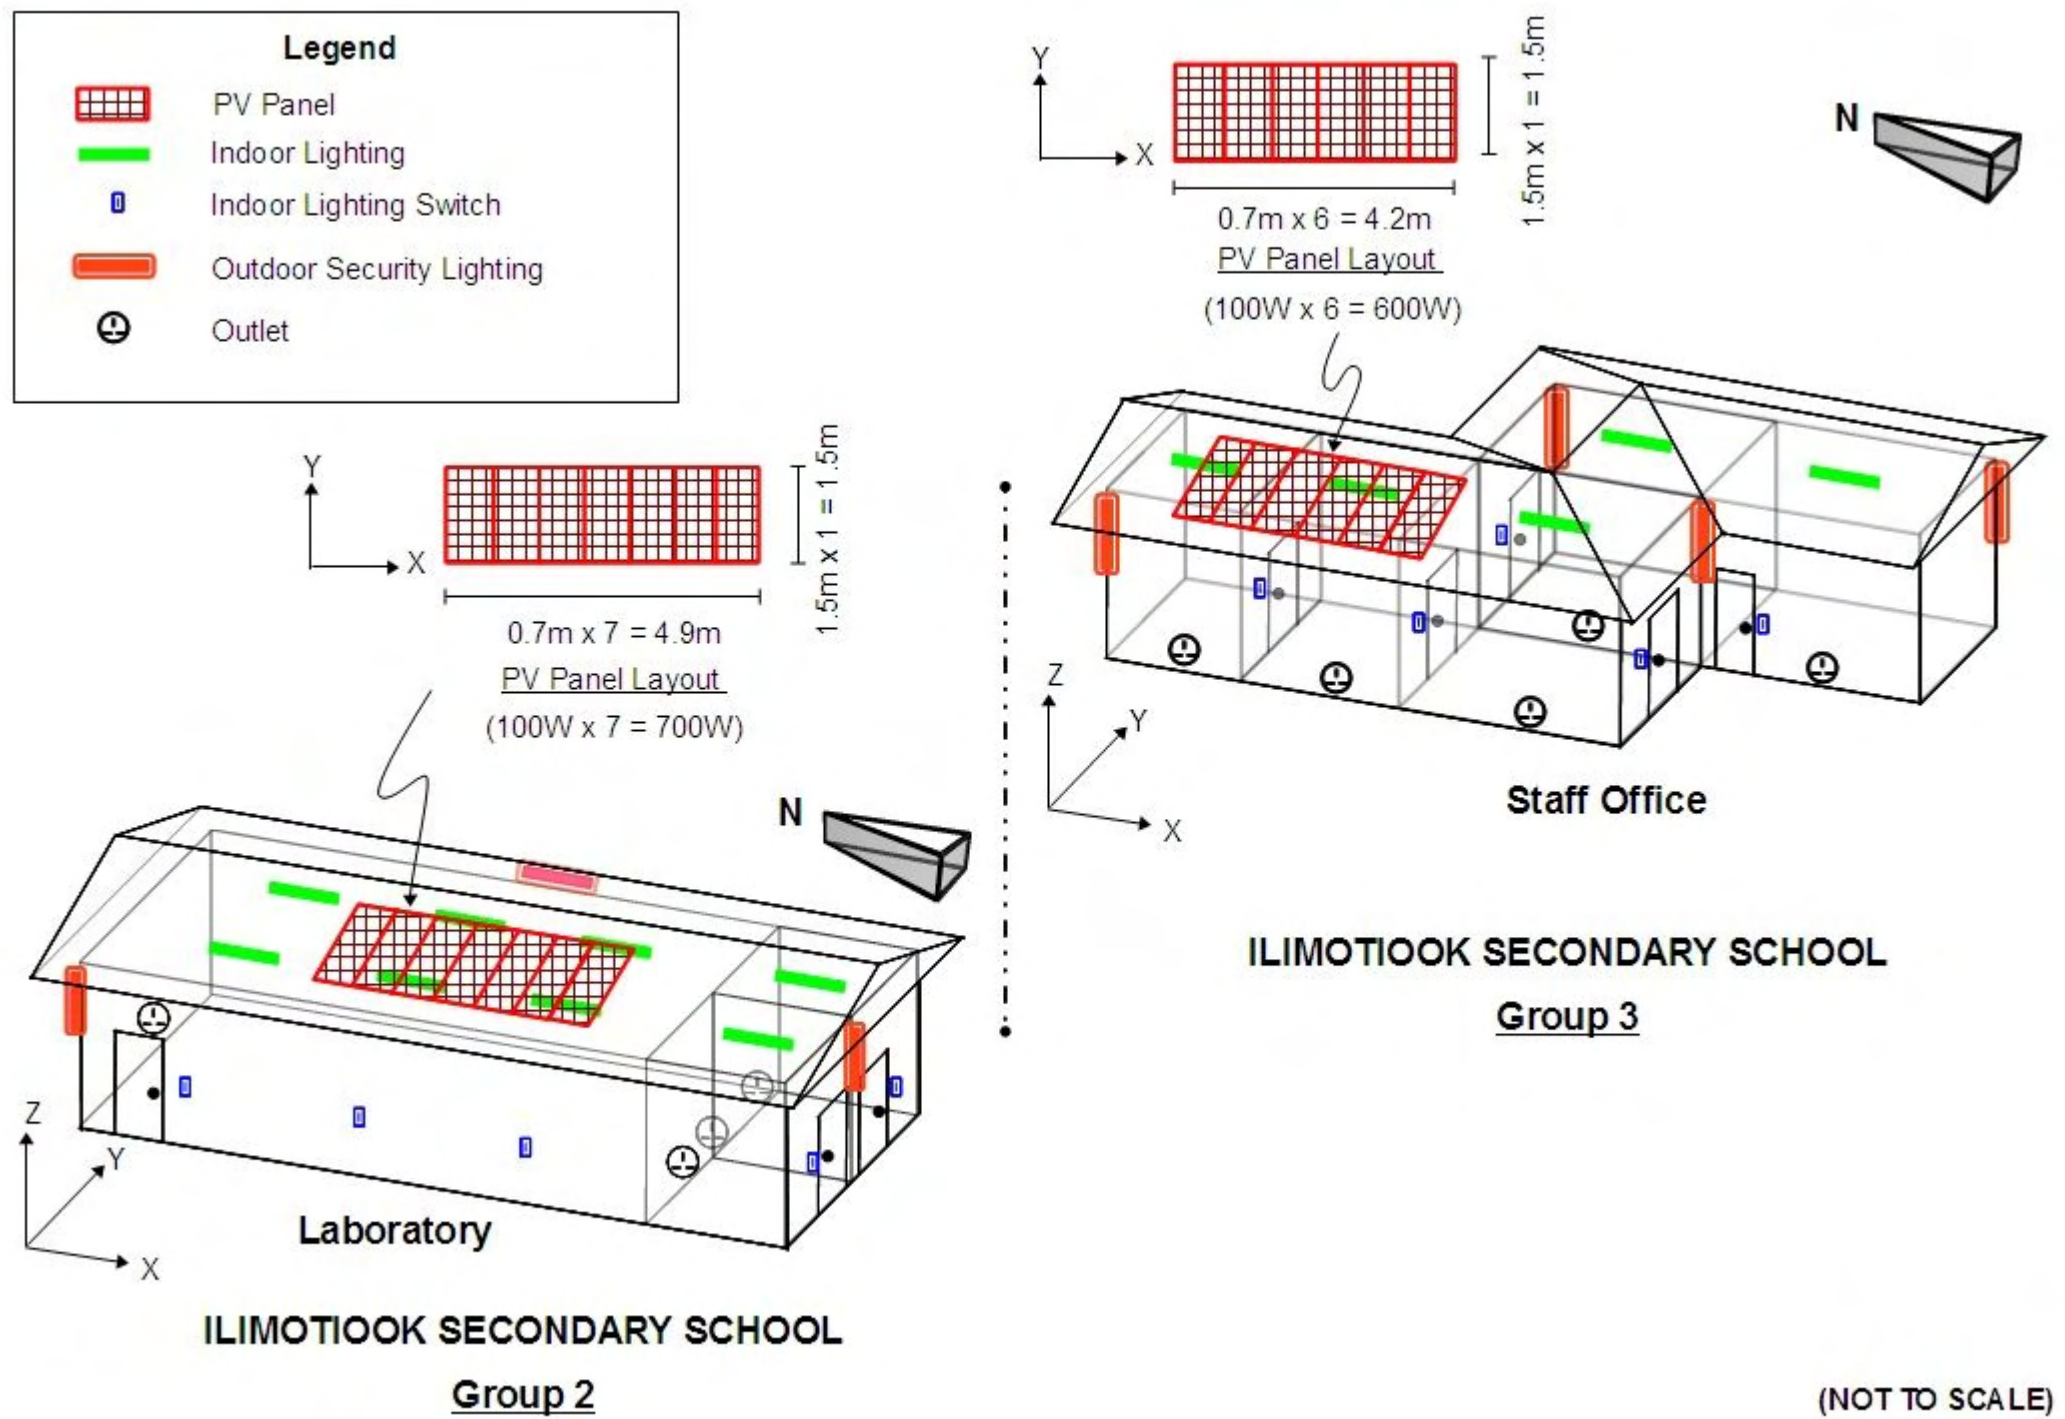 Legend
PV Panel
Indoor Lighting
Indoor Lighting Switch
Outdoor Security Lighting
Outlet
Y
X
1.5m x 1 = 1.5m
0.7m x 6 = 4.2m
PV Panel Layout
(100W x 6 = 600W)
N
Z
Y
X
Staff Office
ILIMOTIOOK SECONDARY SCHOOL
Group 3
Y
X
1.5m x 1 = 1.5m
0.7m x 7 = 4.9m
PV Panel Layout
(100W x 7 = 700W)
N
Z
Y
X
Laboratory
ILIMOTIOOK SECONDARY SCHOOL
Group 2
(NOT TO SCALE)